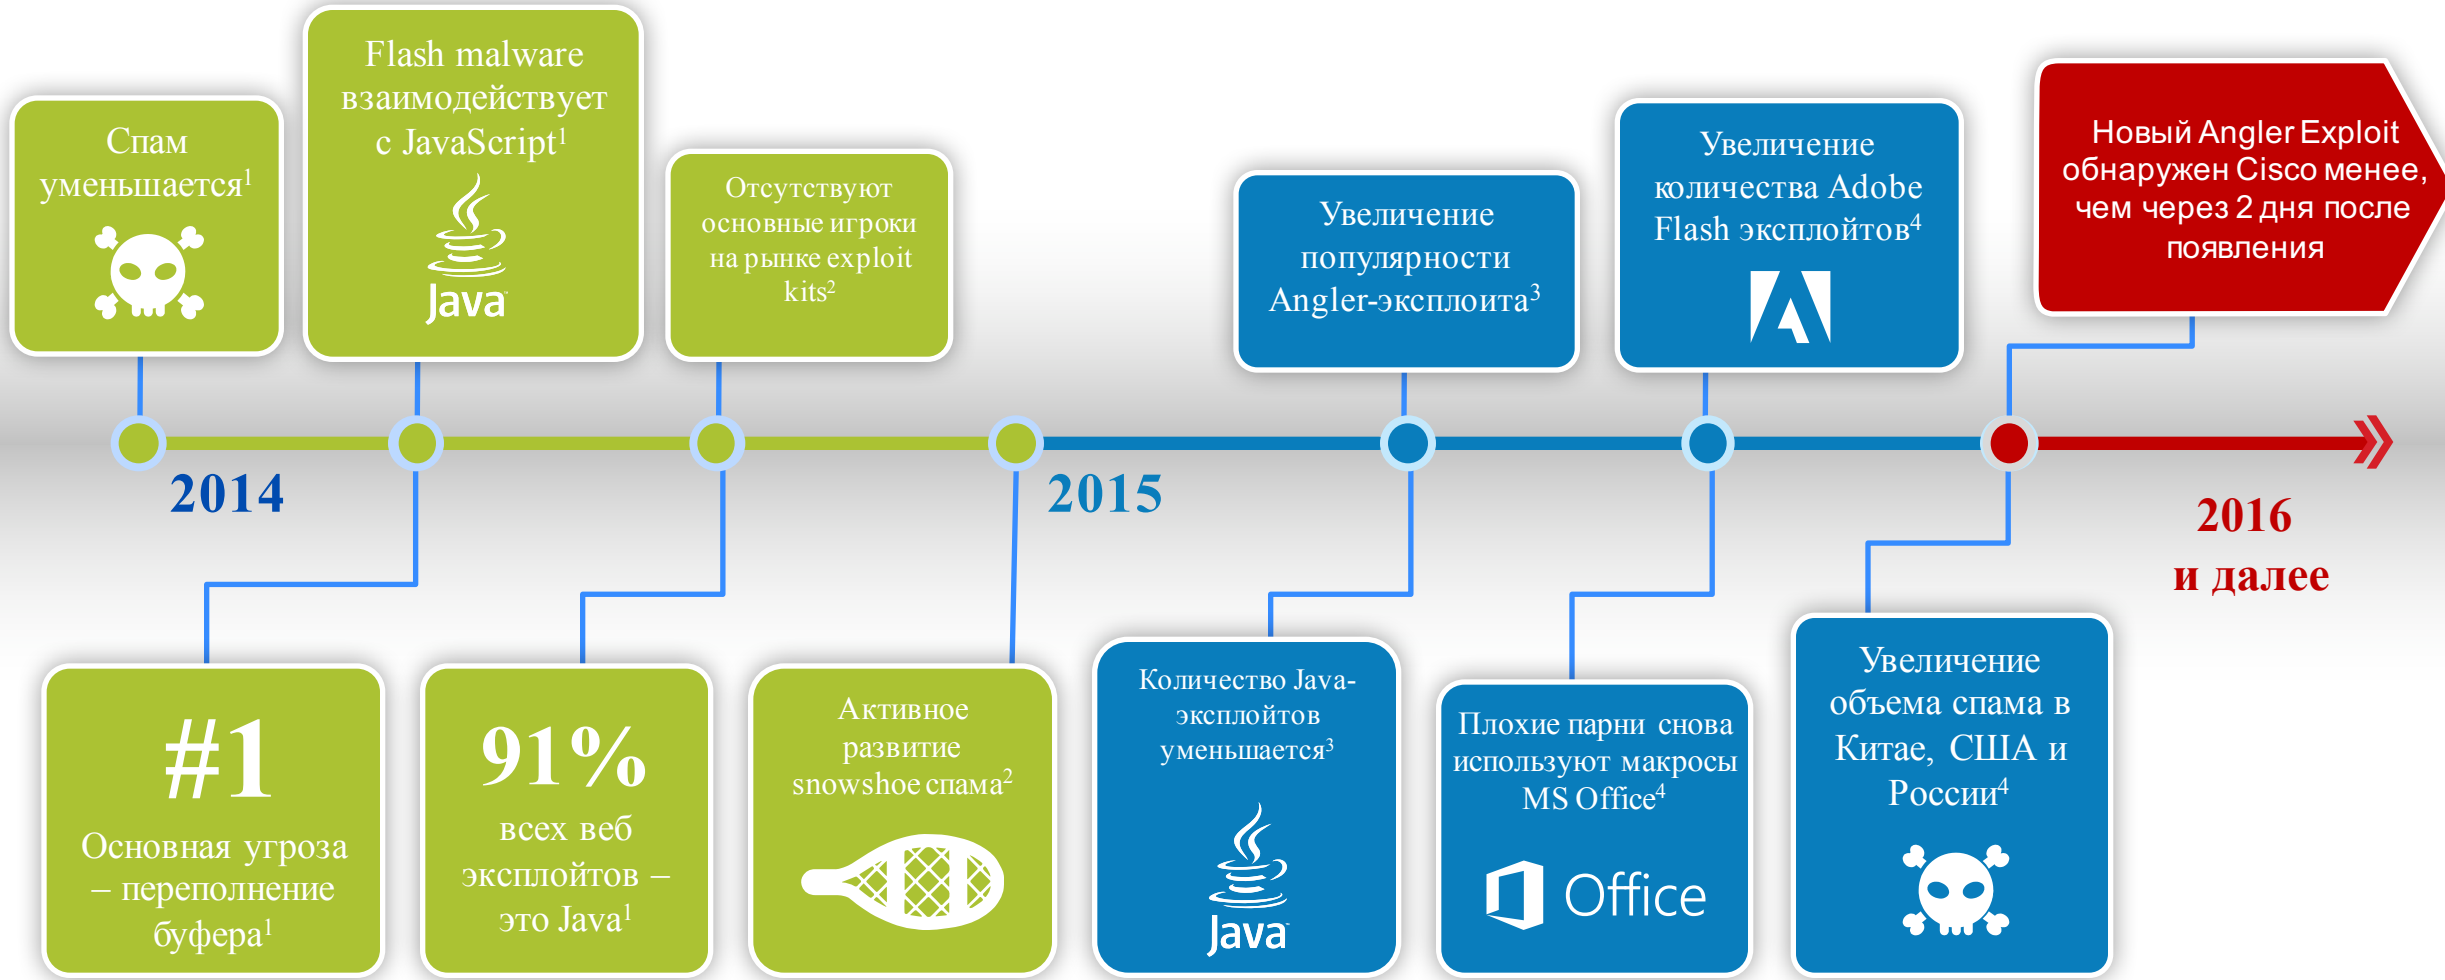 Спам
уменьшается¹
Flash malware
взаимодействует
с JavaScript¹
Java™
Отсутствуют
основные игроки
на рынке exploit
kits²
Увеличение
популярности
Angler-эксплоита³
Увеличение
количества Adobe
Flash эксплойтов⁴
Новый Angler Exploit
обнаружен Cisco менее,
чем через 2 дня после
появления
2014
2015
2016
и далее
#1
Основная угроза
– переполнение
буфера¹
91%
всех веб
эксплойтов –
это Java¹
Активное
развитие
snowshoe спама²
Количество Java-
эксплойтов
уменьшается³
Java™
Плохие парни снова
используют макросы
MS Office⁴
Office
Увеличение
объема спама в
Китае, США и
России⁴